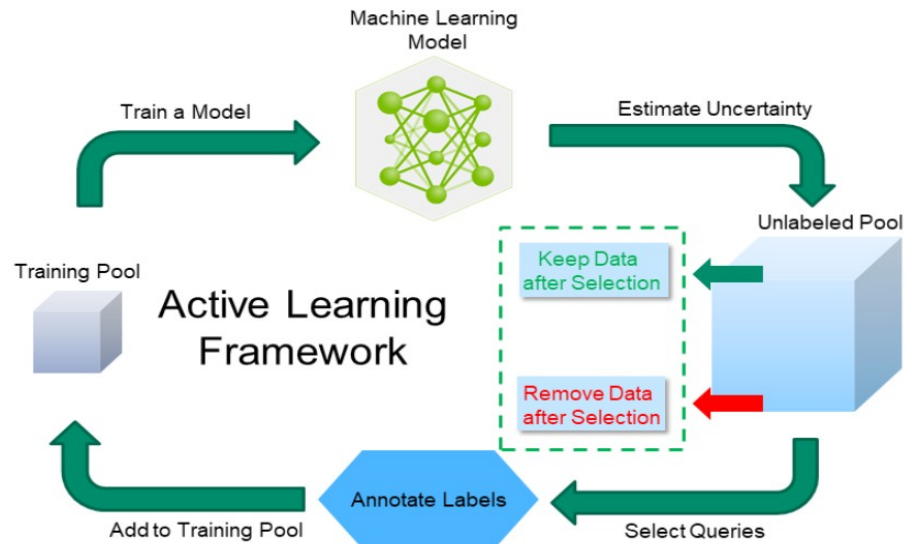 Machine Learning
Model
Train a Model
Estimate Uncertainty
Unlabeled Pool
Training Pool
Keep Data
after Selection
Active Learning
Framework
Remove Data
after Selection
Annotate Labels
Add to Training Pool
Select Queries